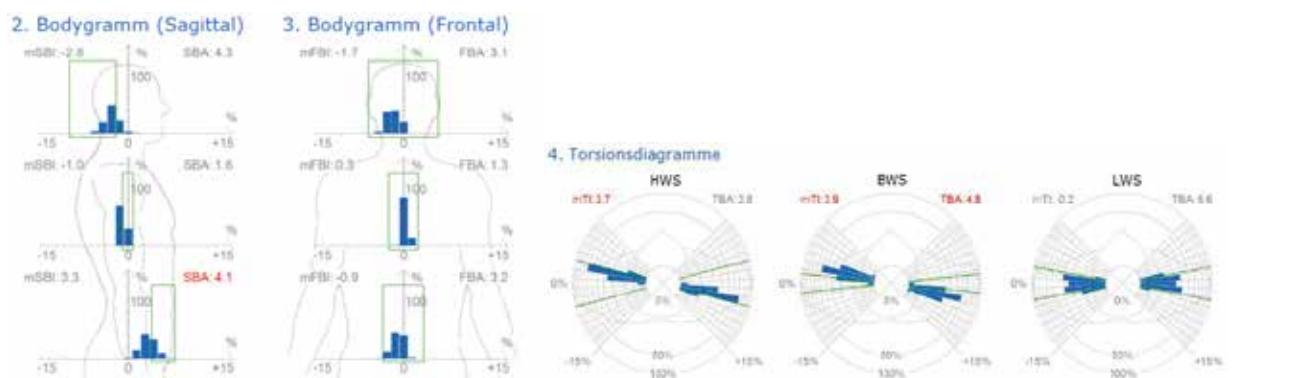 2. Bodygramm (Sagittal)
3. Bodygramm (Frontal)
mSBI: -2.8 % SBA: 4.3
100
%
-15 0 +15
mSBI: -1.0 % SBA: 1.6
100
%
-15 0 +15
mSBI: 3.3 % SBA: 4.1
100
%
-15 0 +15
mFBI: -1.7 % FBA: 3.1
100
%
-15 0 +15
mFBI: 0.3 % FBA: 1.3
100
%
-15 0 +15
mFBI: -0.9 % FBA: 3.2
100
%
-15 0 +15
4. Torsionsdiagramme
HWS
mTI: 3.7
0%
0%
-15% +15%
50%
100%
BWS
mTI: 3.9 TBA: 4.8
0%
0%
-15% +15%
50%
100%
LWS
mTI: -0.2 TBA: 6.6
0%
0%
-15% +15%
50%
100%